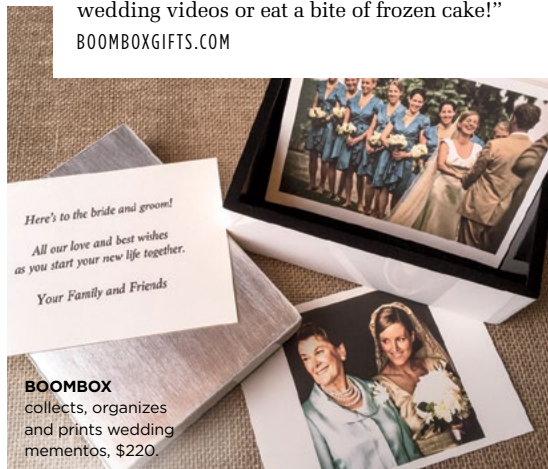 wedding videos or eat a bite of frozen cake!”
BOOMBOXGIFTS.COM
Here's to the bride and groom!
All our love and best wishes
as you start your new life together.
Your Family and Friends
BOOMBOX
collects, organizes
and prints wedding
mementos, $220.